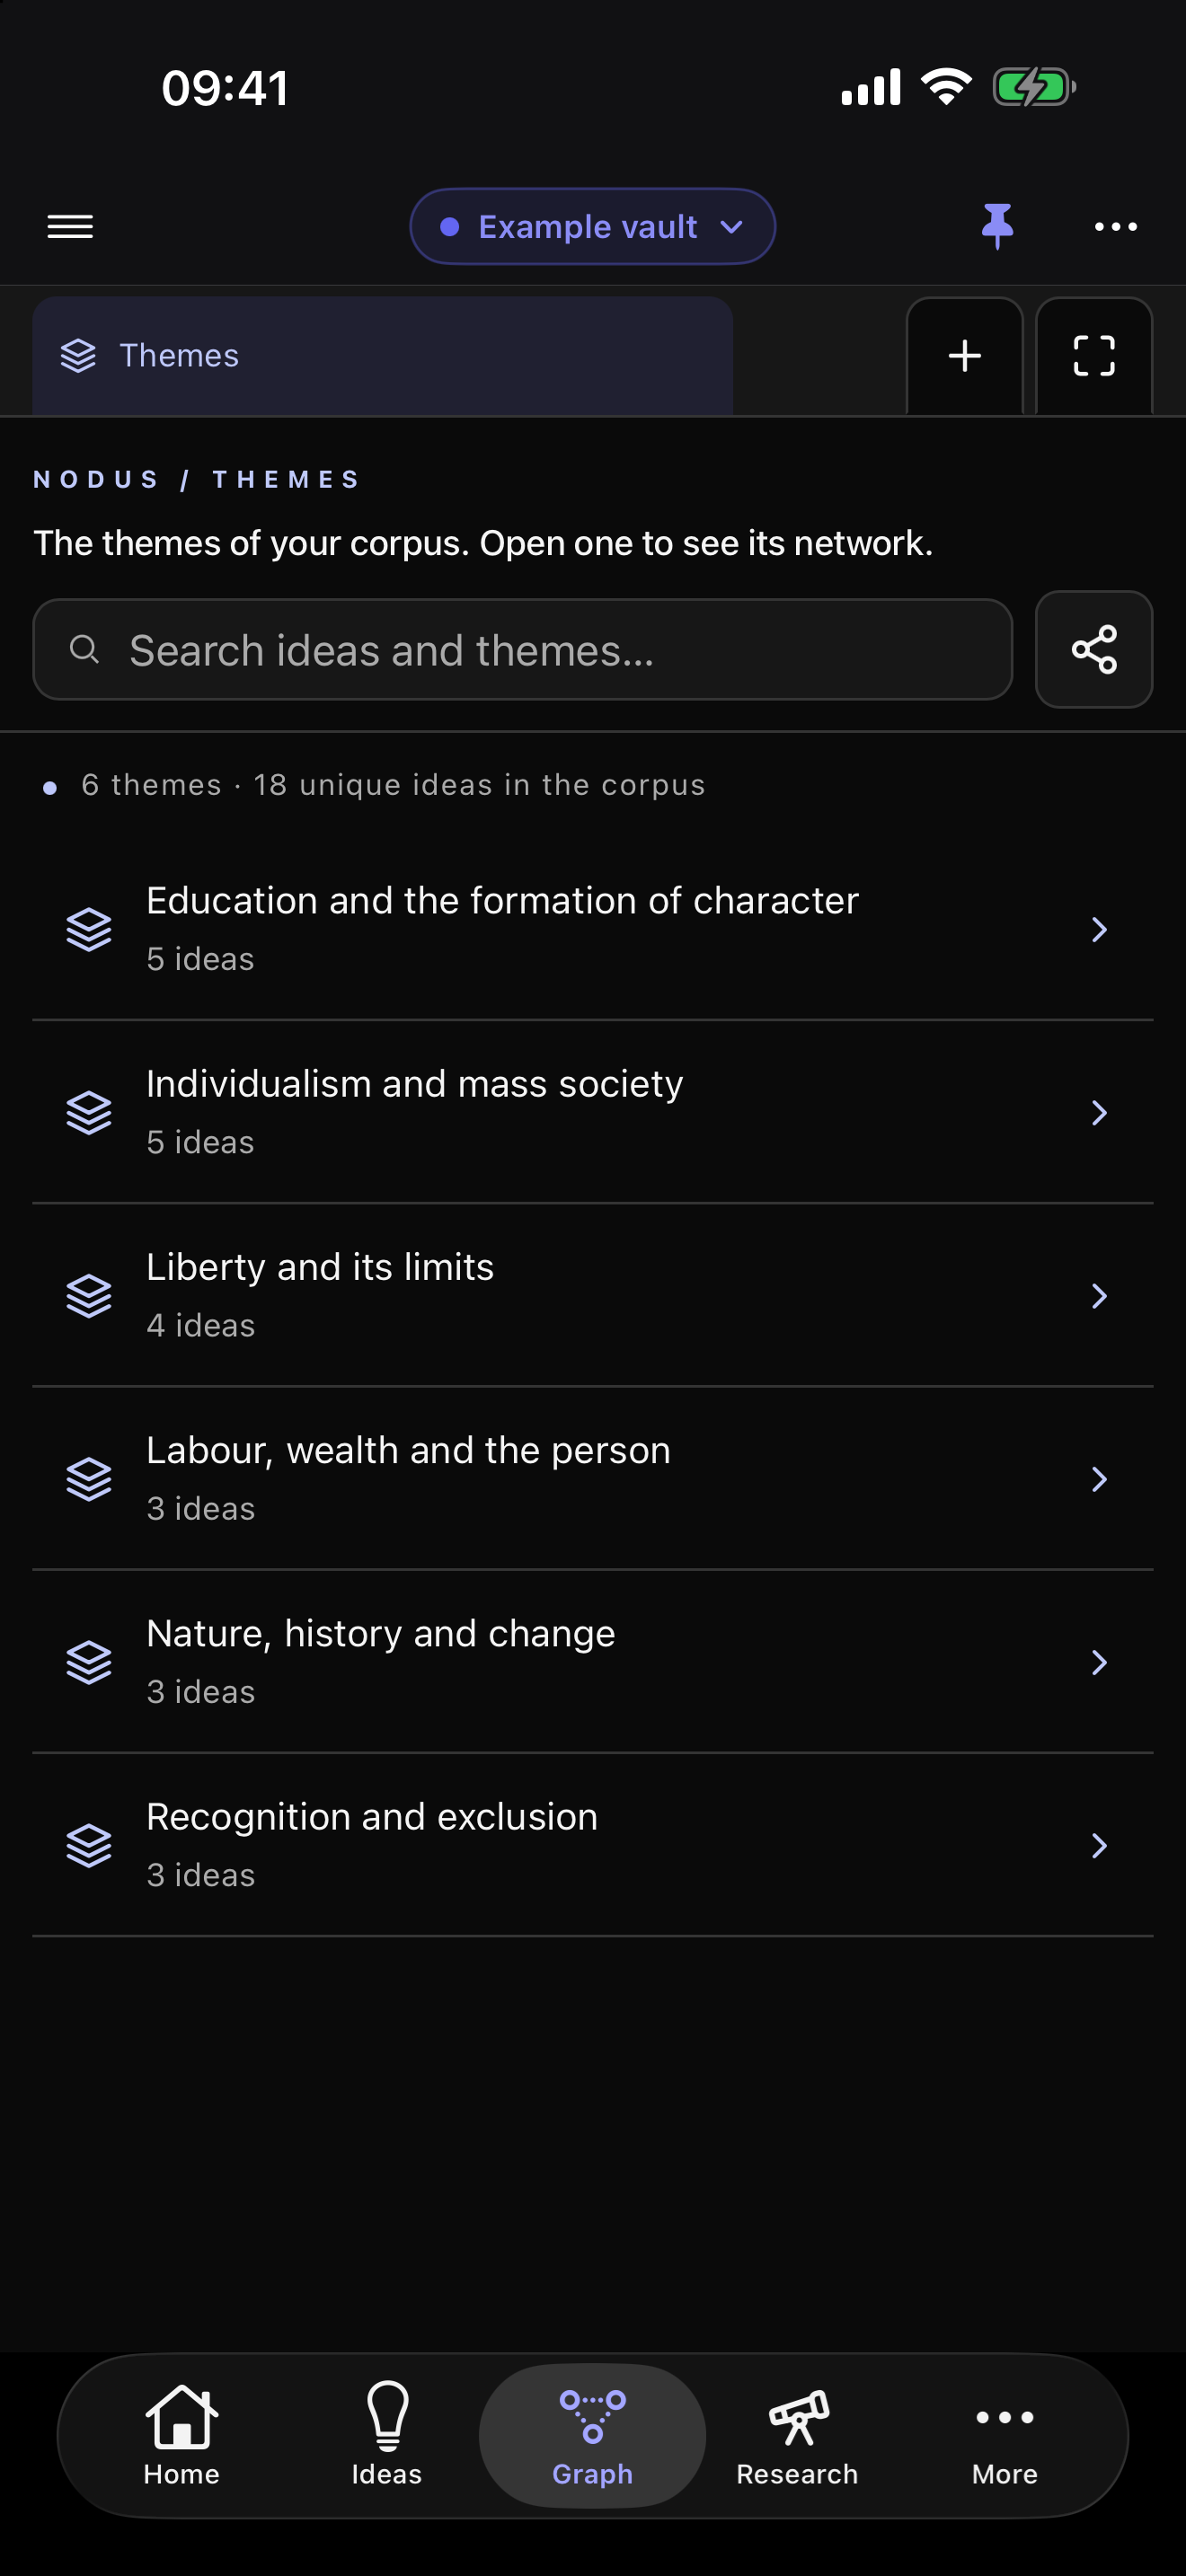 09:41
Example vault
Themes
NODUS / THEMES
The themes of your corpus. Open one to see its network.
Search ideas and themes...
6 themes · 18 unique ideas in the corpus
Education and the formation of character
5 ideas
Individualism and mass society
5 ideas
Liberty and its limits
4 ideas
Labour, wealth and the person
3 ideas
Nature, history and change
3 ideas
Recognition and exclusion
3 ideas
Home
Ideas
Graph
Research
More